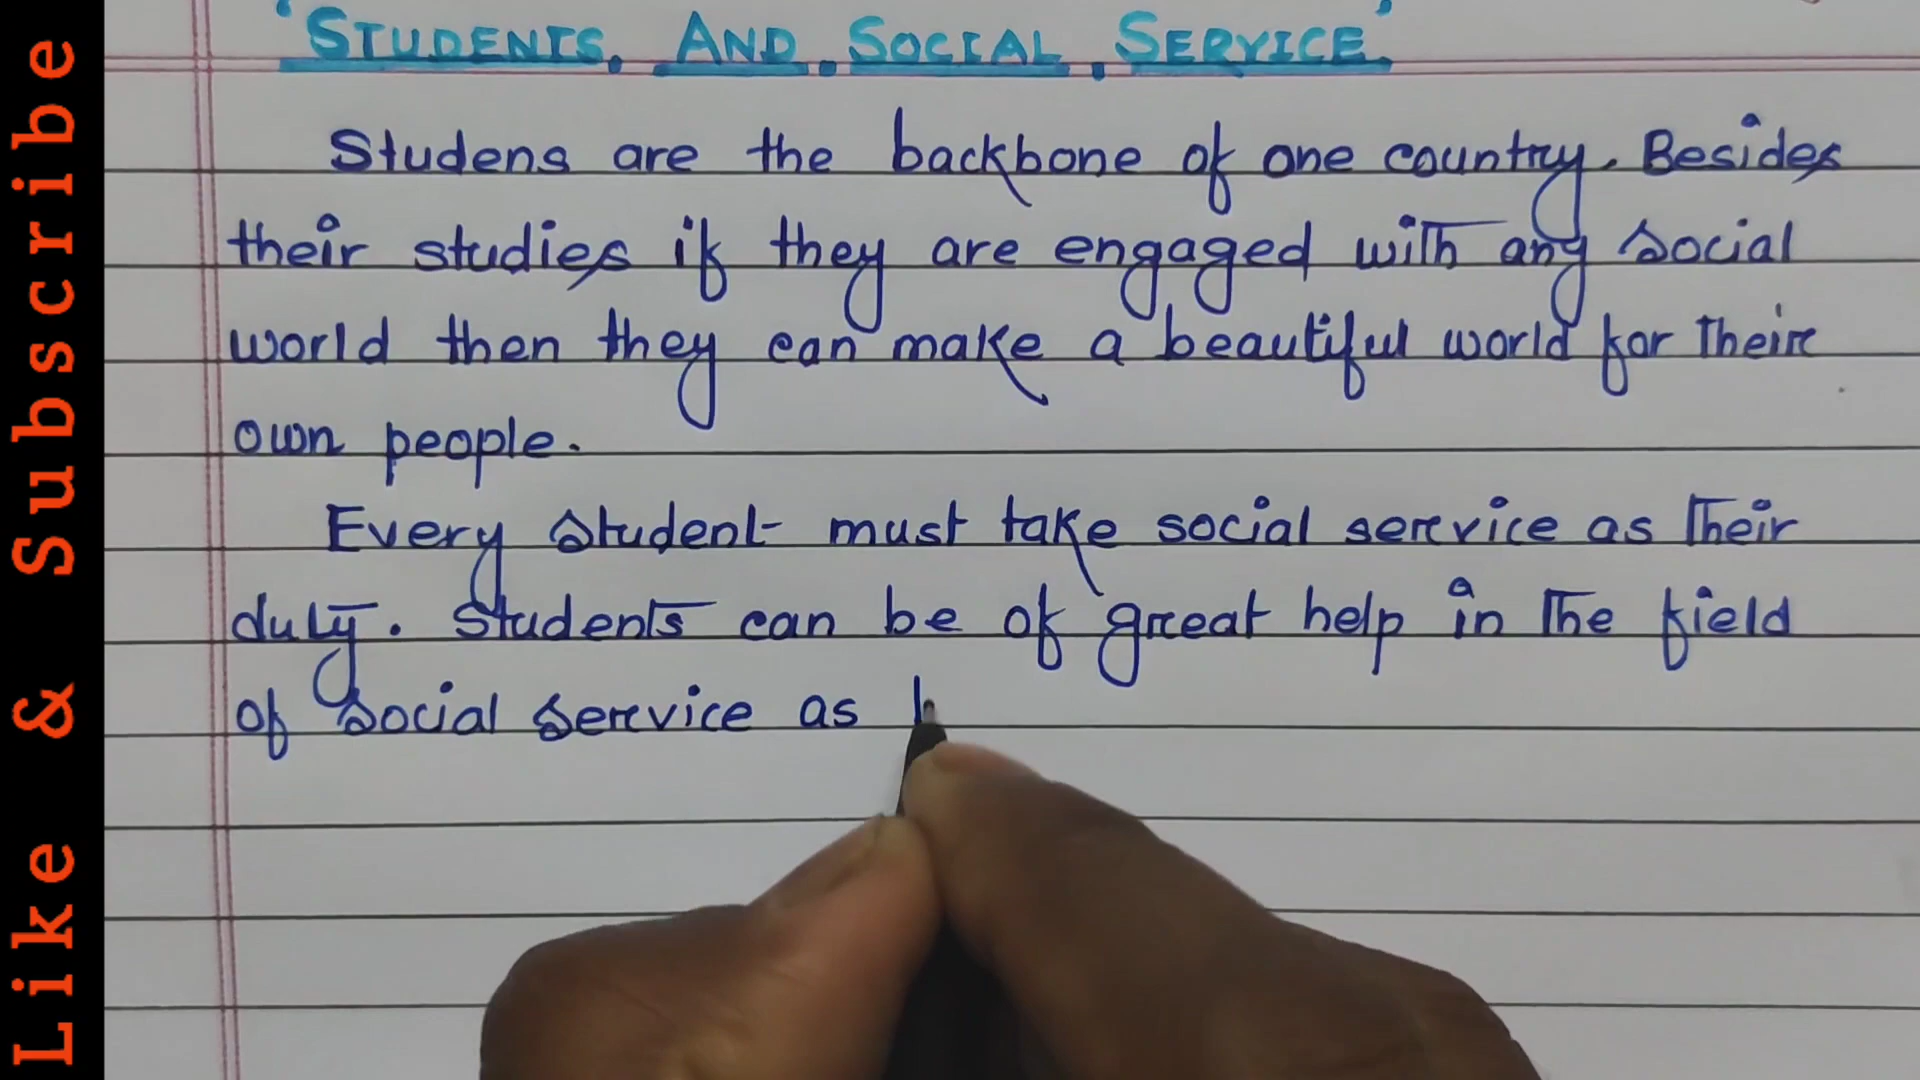 Like & Subscribe
'STUDENTS AND SOCIAL SERVICE'
Studens are the backbone of one country. Besides
their studies if they are engaged with any social
world then they can make a beautiful world for their
own people.
Every student must take social service as their
duty. Students can be of great help in the field
of social service as